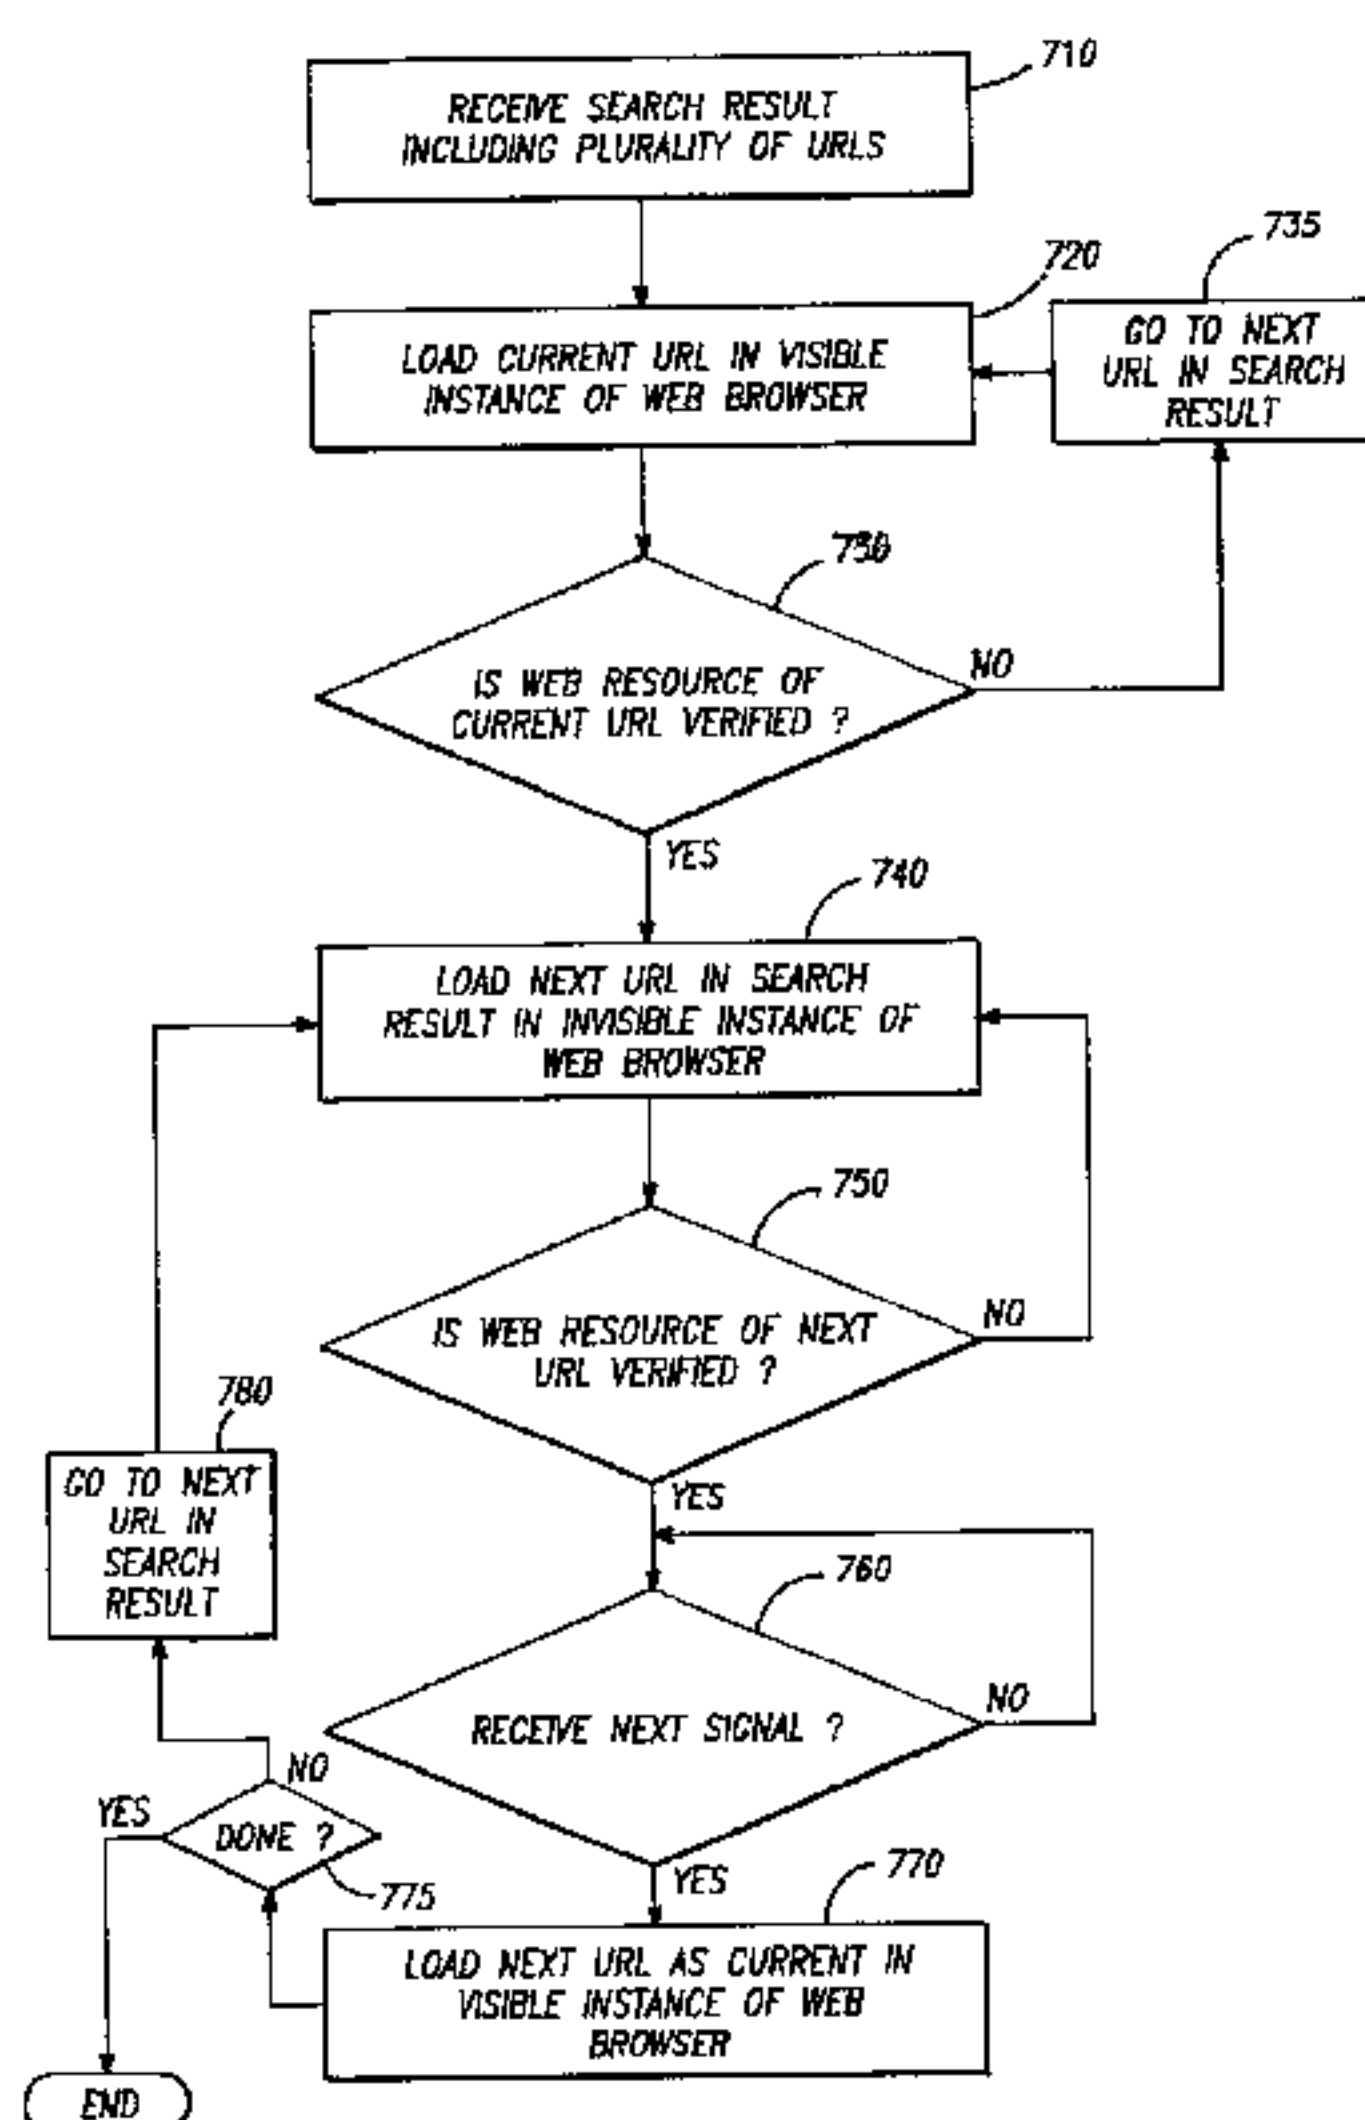 710
RECEIVE SEARCH RESULT
INCLUDING PLURALITY OF URLS
735
720
LOAD CURRENT URL IN VISIBLE
INSTANCE OF WEB BROWSER
GO TO NEXT
URL IN SEARCH
RESULT
730
IS WEB RESOURCE OF
CURRENT URL VERIFIED ?
NO
YES
740
LOAD NEXT URL IN SEARCH
RESULT IN INVISIBLE INSTANCE OF
WEB BROWSER
750
IS WEB RESOURCE OF NEXT
URL VERIFIED ?
NO
YES
780
GO TO NEXT
URL IN
SEARCH
RESULT
760
RECEIVE NEXT SIGNAL ?
NO
YES
NO
YES
DONE ?
775
770
LOAD NEXT URL AS CURRENT IN
VISIBLE INSTANCE OF WEB
BROWSER
END